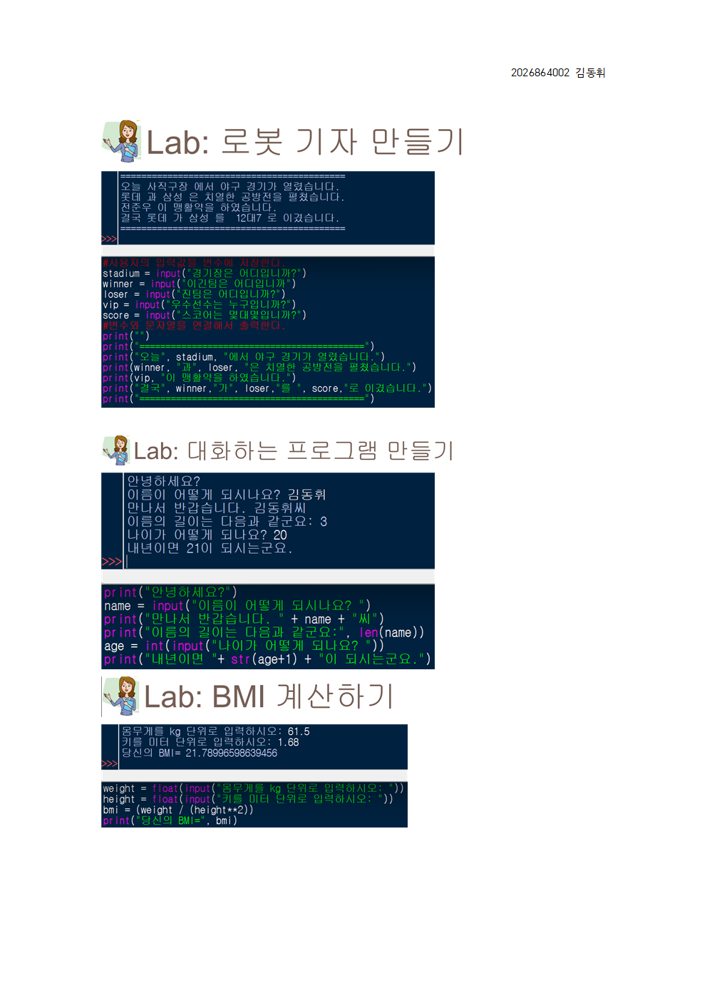 2026864002 김동휘
Lab: 로봇 기자 만들기
===========================================
오늘 사직구장 에서 야구 경기가 열렸습니다.
롯데 과 삼성 은 치열한 공방전을 펼쳤습니다.
전준우 이 맹활약을 하였습니다.
결국 롯데 가 삼성 를  12대7 로 이겼습니다.
===========================================
>>>
#사용자의 입력값을 변수에 저장한다.
stadium = input("경기장은 어디입니까?")
winner = input("이긴팀은 어디입니까")
loser = input("진팀은 어디입니까?")
vip = input("우수선수는 누구입니까?")
score = input("스코어는 몇대몇입니까?")
#변수와 문자열을 연결해서 출력한다.
print("")
print("===========================================")
print("오늘", stadium, "에서 야구 경기가 열렸습니다.")
print(winner, "과", loser, "은 치열한 공방전을 펼쳤습니다.")
print(vip, "이 맹활약을 하였습니다.")
print("결국", winner,"가", loser,"를 ", score,"로 이겼습니다.")
print("===========================================")
Lab: 대화하는 프로그램 만들기
안녕하세요?
이름이 어떻게 되시나요? 김동휘
만나서 반갑습니다. 김동휘씨
이름의 길이는 다음과 같군요: 3
나이가 어떻게 되나요? 20
내년이면 21이 되시는군요.
>>>
print("안녕하세요?")
name = input("이름이 어떻게 되시나요? ")
print("만나서 반갑습니다. " + name + "씨")
print("이름의 길이는 다음과 같군요:", len(name))
age = int(input("나이가 어떻게 되나요? "))
print("내년이면 "+ str(age+1) + "이 되시는군요.")
Lab: BMI 계산하기
몸무게를 kg 단위로 입력하시오: 61.5
키를 미터 단위로 입력하시오: 1.68
당신의 BMI= 21.78996598639456
>>>
weight = float(input("몸무게를 kg 단위로 입력하시오: "))
height = float(input("키를 미터 단위로 입력하시오: "))
bmi = (weight / (height**2))
print("당신의 BMI=", bmi)